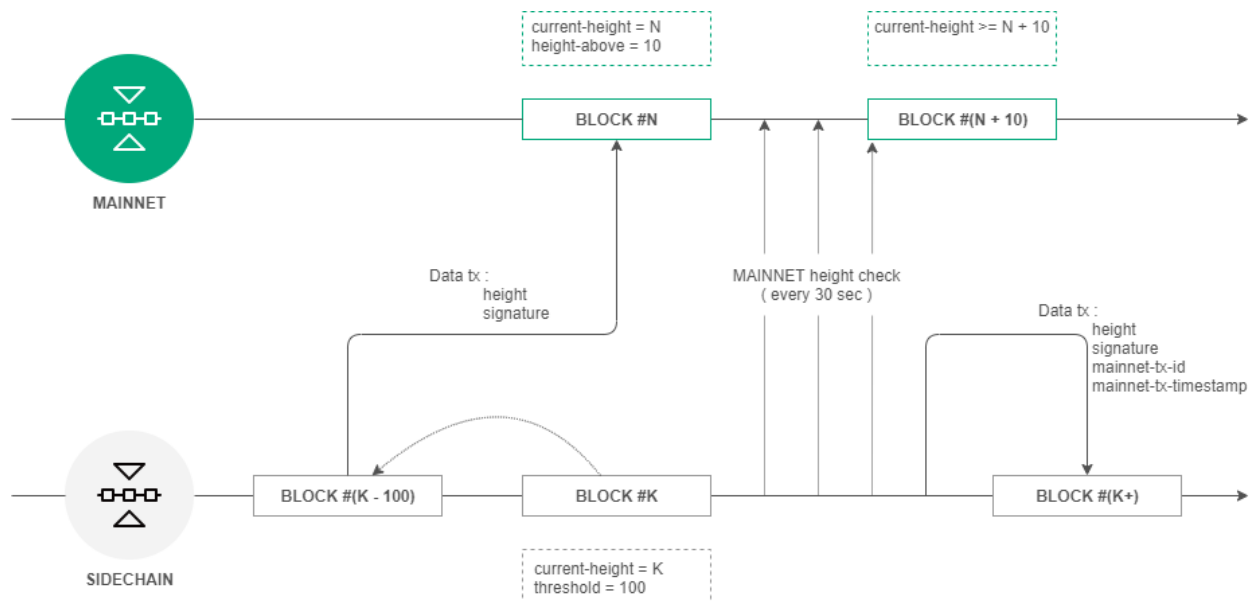 current-height = N
height-above = 10
current-height >= N + 10
BLOCK #N
BLOCK #(N + 10)
MAINNET
Data tx :
height
signature
MAINNET height check
( every 30 sec )
Data tx :
height
signature
mainnet-tx-id
mainnet-tx-timestamp
BLOCK #(K - 100)
BLOCK #K
BLOCK #(K+)
SIDECHAIN
current-height = K
threshold = 100